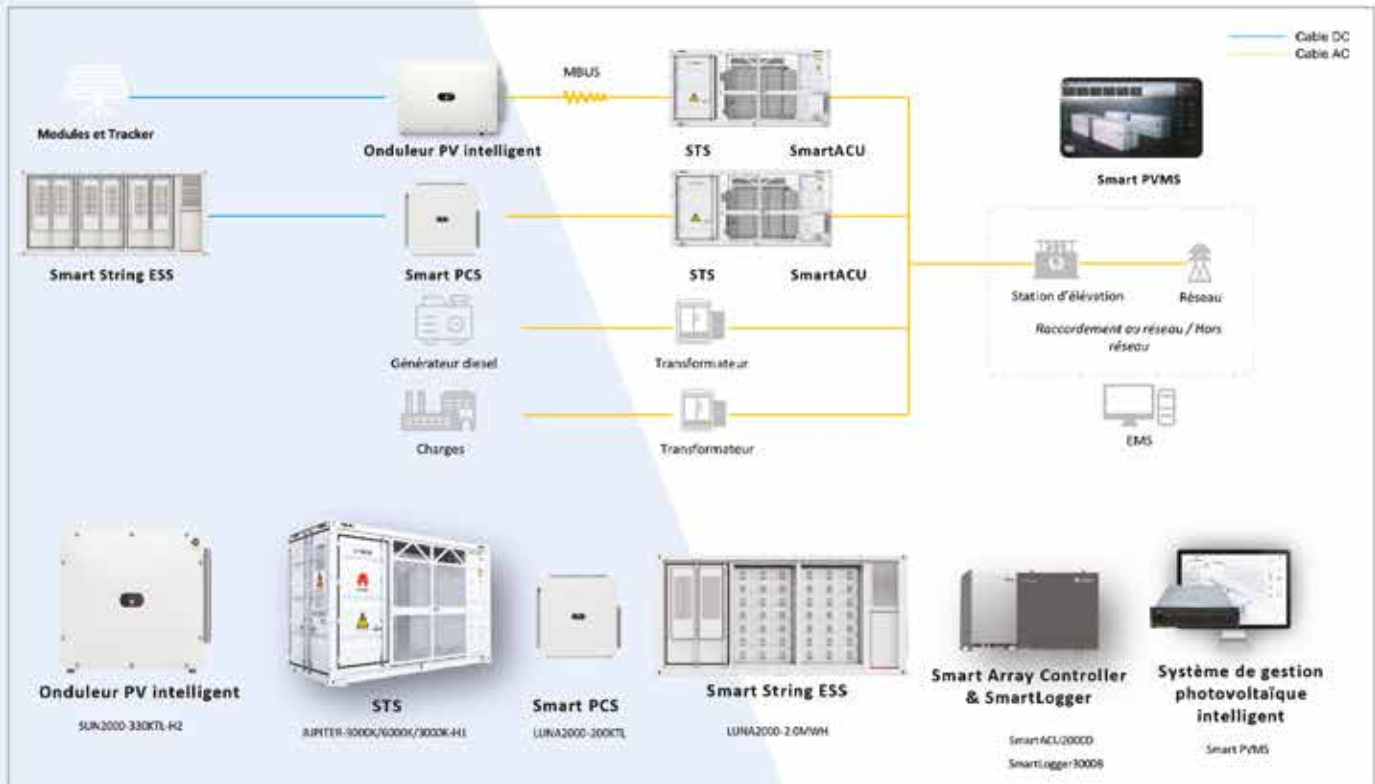 Cable DC
Cable AC
MBUS
Modules et Tracker
Onduleur PV intelligent
STS
SmartACU
Smart PVMS
Smart String ESS
Smart PCS
STS
SmartACU
Station d'élévation
Réseau
Raccordement au réseau / Hors
réseau
Générateur diesel
Transformateur
EMS
Charges
Transformateur
Onduleur PV intelligent
SUN2000-330KTL-H2
STS
JUPITER-9000K/6000K/3000K-H1
Smart PCS
LUNA2000-200KTL
Smart String ESS
LUNA2000-2.0MWH
Smart Array Controller
& SmartLogger
SmartACU2000D
SmartLogger3000B
Système de gestion
photovoltaïque
intelligent
Smart PVMS